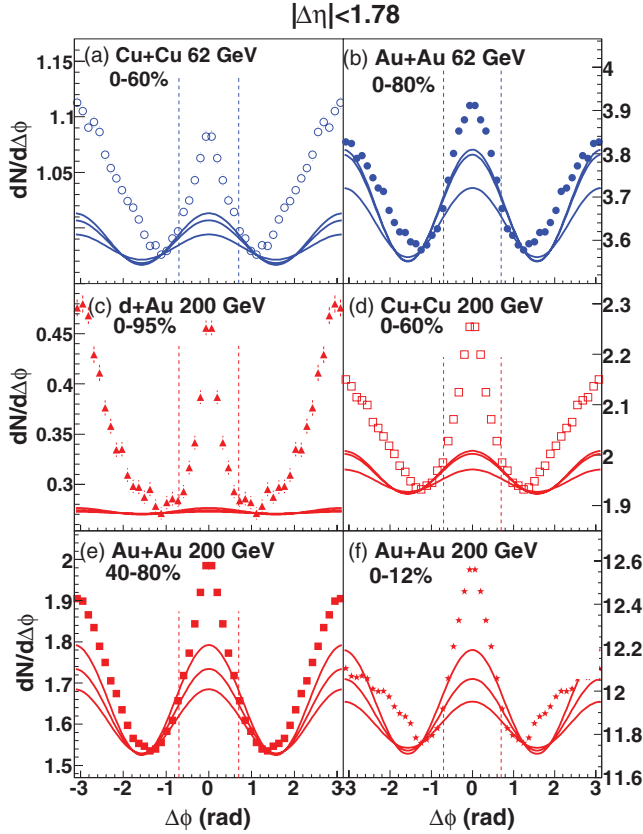 |Δη|<1.78
(a) Cu+Cu 62 GeV
0-60%
1.15
1.1
1.05
dN/dΔϕ
(b) Au+Au 62 GeV
0-80%
4
3.9
3.8
3.7
3.6
(c) d+Au 200 GeV
0-95%
0.45
0.4
0.35
0.3
dN/dΔϕ
(d) Cu+Cu 200 GeV
0-60%
2.3
2.2
2.1
2
1.9
(e) Au+Au 200 GeV
40-80%
2
1.9
1.8
1.7
1.6
1.5
dN/dΔϕ
-3 -2 -1 0 1 2 3
Δϕ (rad)
(f) Au+Au 200 GeV
0-12%
12.6
12.4
12.2
12
11.8
11.6
-3 -2 -1 0 1 2 3
Δϕ (rad)